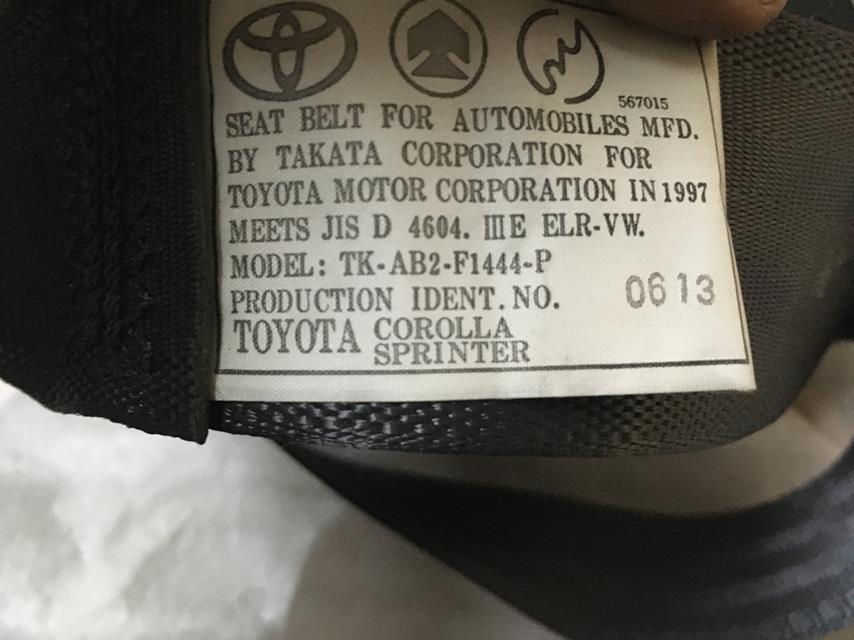 567015
SEAT BELT FOR AUTOMOBILES MFD.
BY TAKATA CORPORATION FOR
TOYOTA MOTOR CORPORATION IN 1997
MEETS JIS D 4604. ⅢE ELR-VW.
MODEL: TK-AB2-F1444-P
PRODUCTION IDENT. NO. 0613
TOYOTA COROLLA
SPRINTER